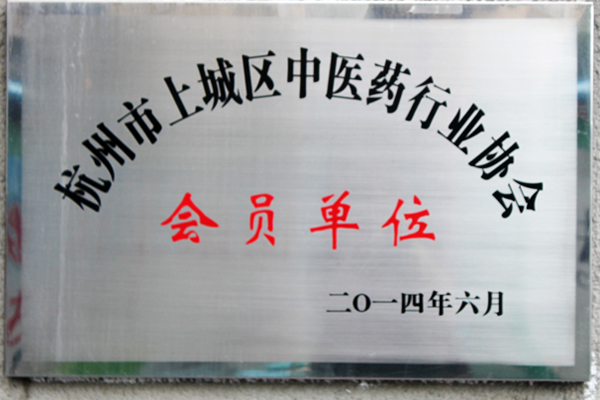 杭州市上城区中医药行业协会
会员单位
二O一四年六月